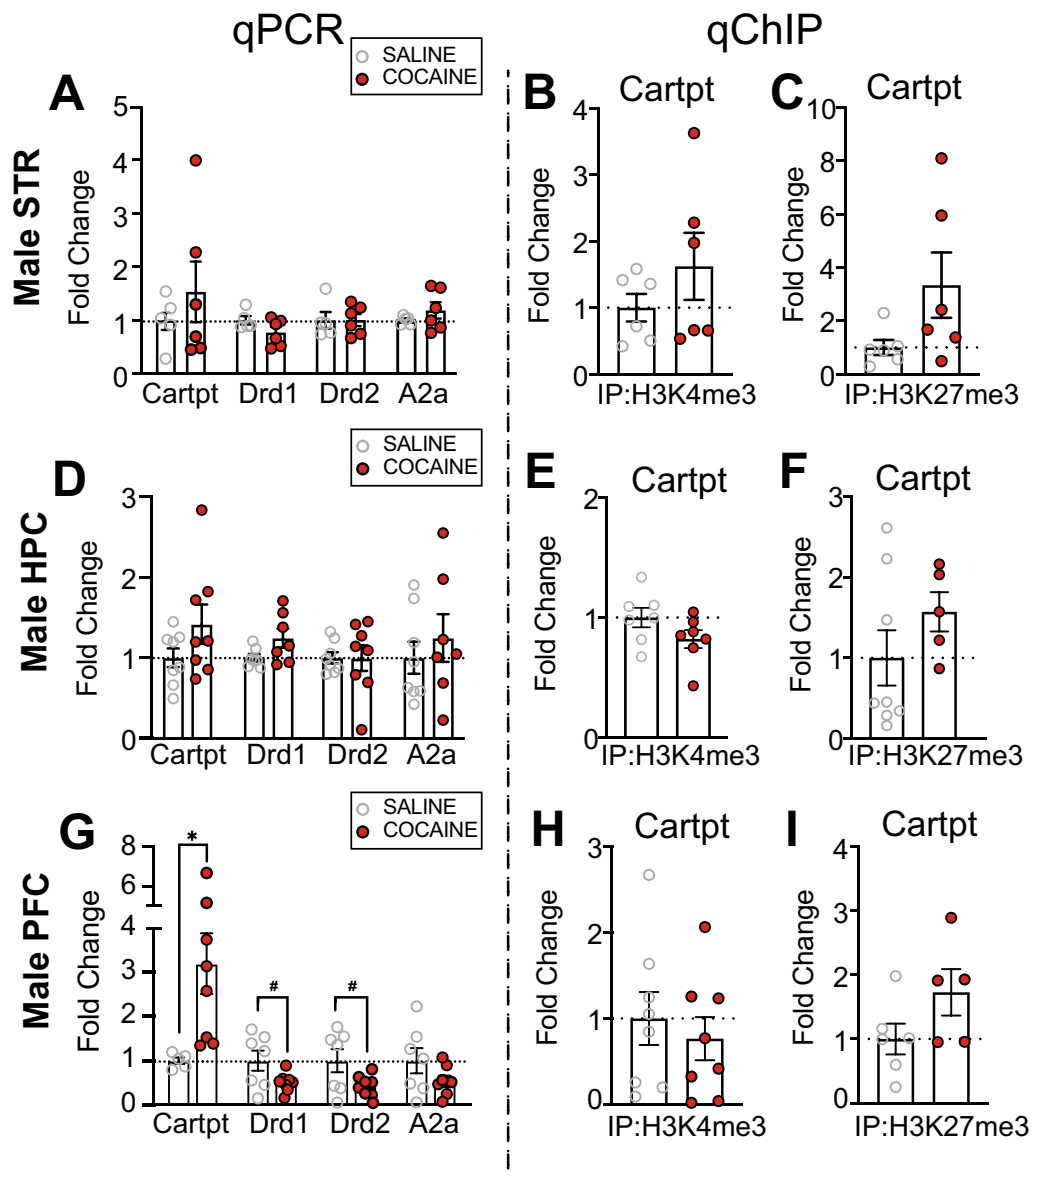 qPCR
qChIP
SALINE
COCAINE
A
B
Cartpt
C
Cartpt
Male STR
Fold Change
5
4
3
2
1
0
Cartpt Drd1 Drd2 A2a
Fold Change
4
3
2
1
0
IP:H3K4me3
Fold Change
10
8
6
4
2
0
IP:H3K27me3
SALINE
COCAINE
D
E
Cartpt
F
Cartpt
Male HPC
Fold Change
3
2
1
0
Cartpt Drd1 Drd2 A2a
Fold Change
2
1
0
IP:H3K4me3
Fold Change
3
2
1
0
IP:H3K27me3
SALINE
COCAINE
G
H
Cartpt
I
Cartpt
Male PFC
Fold Change
8
6
4
3
2
1
0
*
#
#
Cartpt Drd1 Drd2 A2a
Fold Change
3
2
1
0
IP:H3K4me3
Fold Change
4
3
2
1
0
IP:H3K27me3